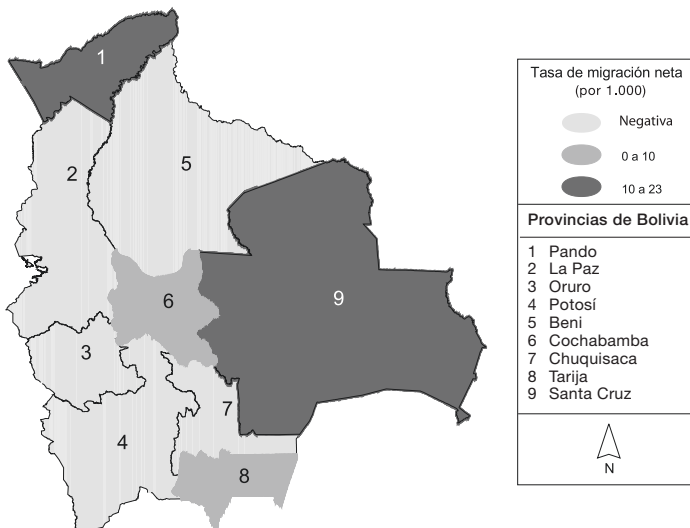 1
2
5
6
9
3
7
4
8
Tasa de migración neta
(por 1.000)
Negativa
0 a 10
10 a 23
Provincias de Bolivia
1 Pando
2 La Paz
3 Oruro
4 Potosí
5 Beni
6 Cochabamba
7 Chuquisaca
8 Tarija
9 Santa Cruz
N